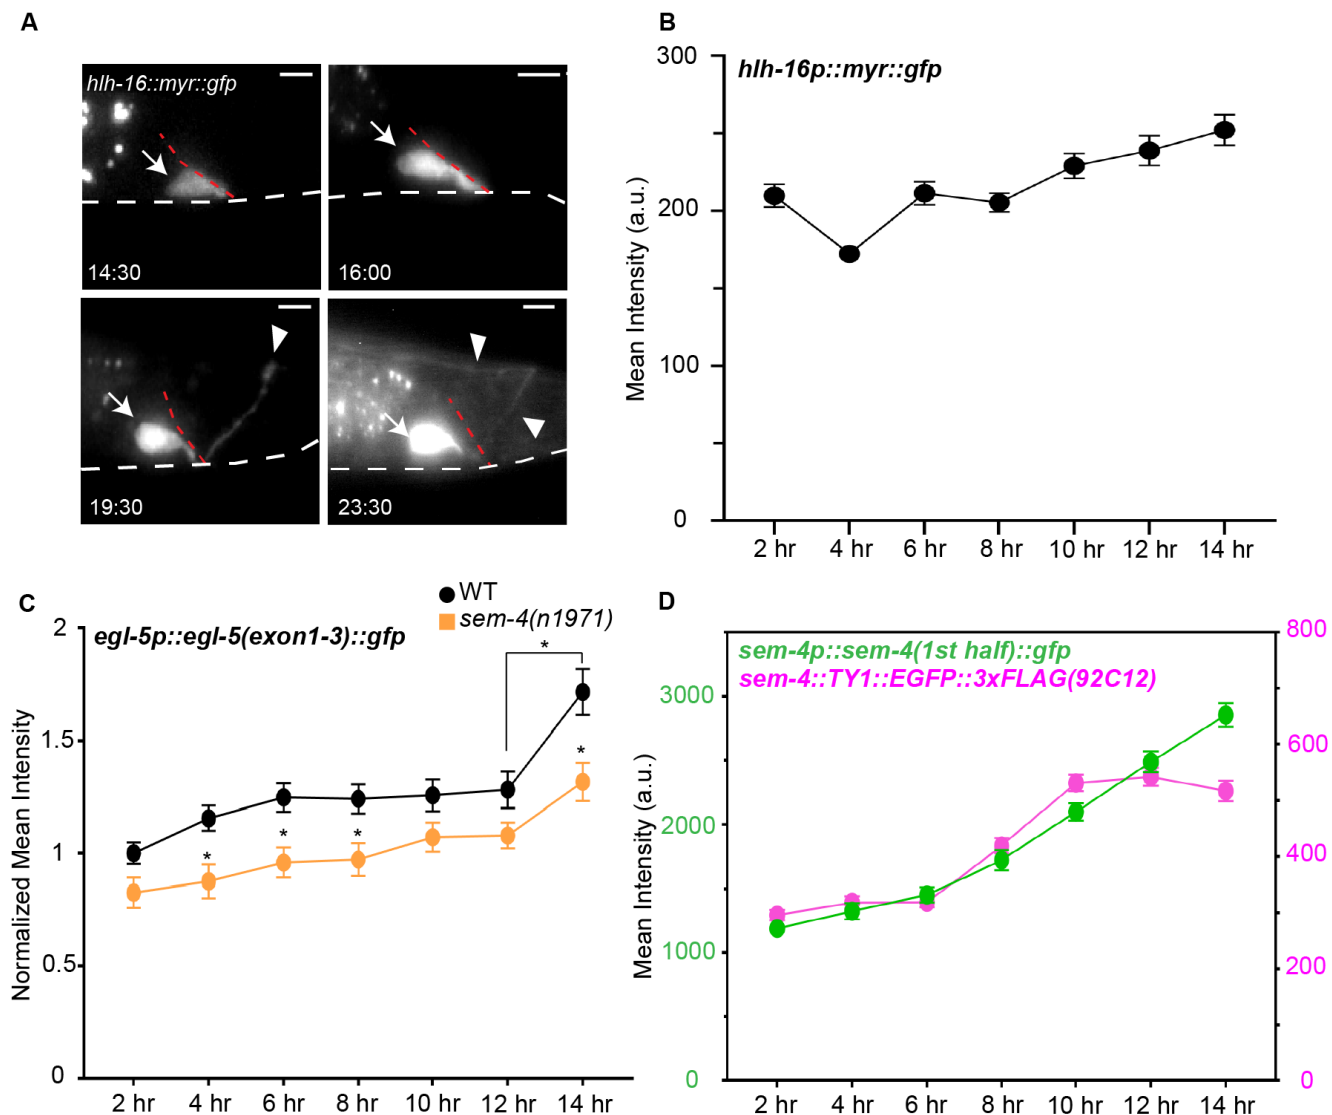 A
hlh-16::myr::gfp
14:30
16:00
19:30
23:30
B
hlh-16p::myr::gfp
Mean Intensity (a.u.)
300
200
100
0
2 hr 4 hr 6 hr 8 hr 10 hr 12 hr 14 hr
C
WT
sem-4(n1971)
egl-5p::egl-5(exon1-3)::gfp
Normalized Mean Intensity
2
1.5
1
0.5
0
*
*
*
*
*
2 hr 4 hr 6 hr 8 hr 10 hr 12 hr 14 hr
D
sem-4p::sem-4(1st half)::gfp
sem-4::TY1::EGFP::3xFLAG(92C12)
Mean Intensity (a.u.)
3000
2000
1000
0
800
600
400
200
0
2 hr 4 hr 6 hr 8 hr 10 hr 12 hr 14 hr